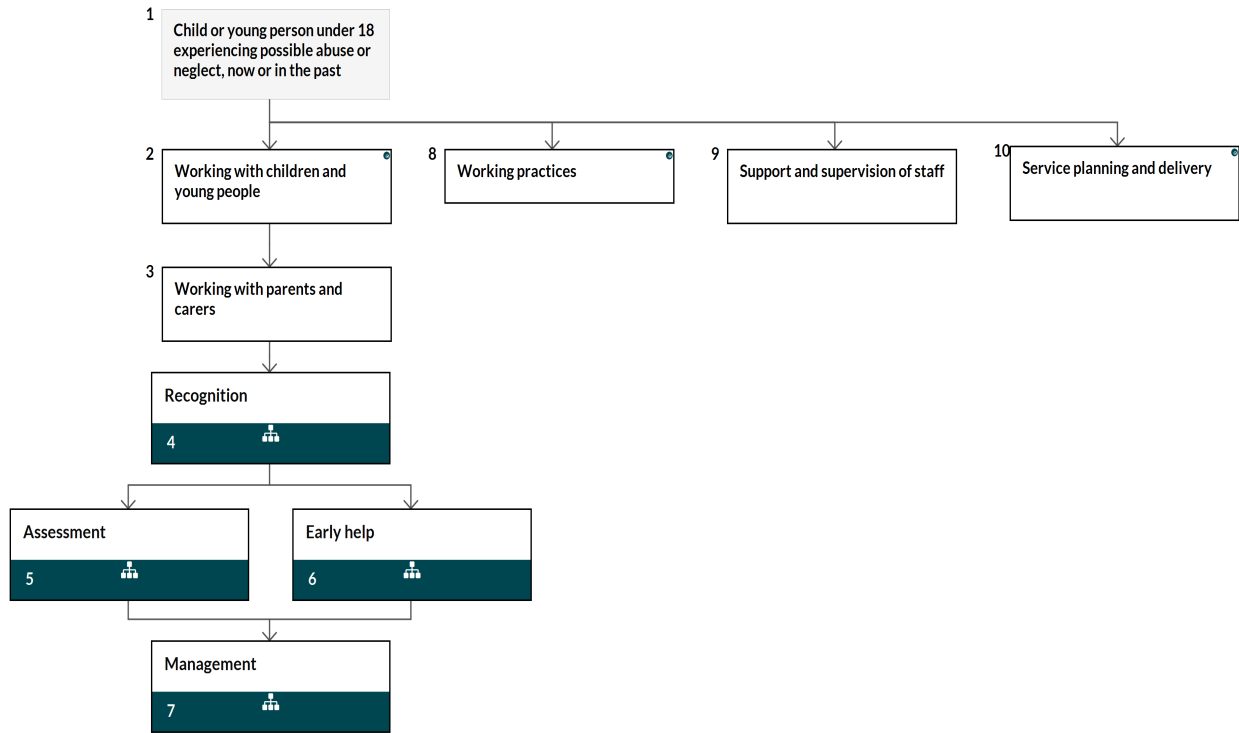 1
Child or young person under 18
experiencing possible abuse or
neglect, now or in the past
2
Working with children and
young people
8
Working practices
9
Support and supervision of staff
10
Service planning and delivery
3
Working with parents and
carers
Recognition
4
Assessment
5
Early help
6
Management
7